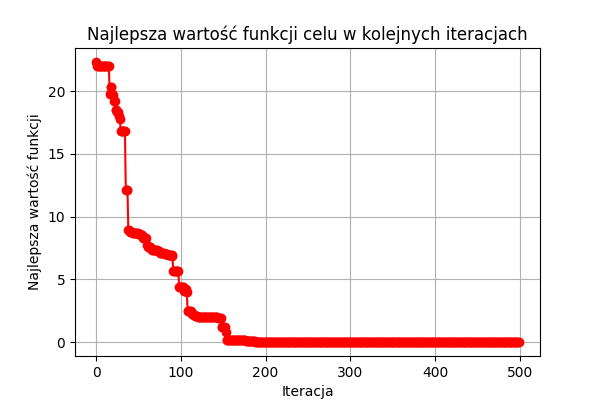 Najlepsza wartość funkcji celu w kolejnych iteracjach
Najlepsza wartość funkcji
20
15
10
5
0
0 100 200 300 400 500
Iteracja